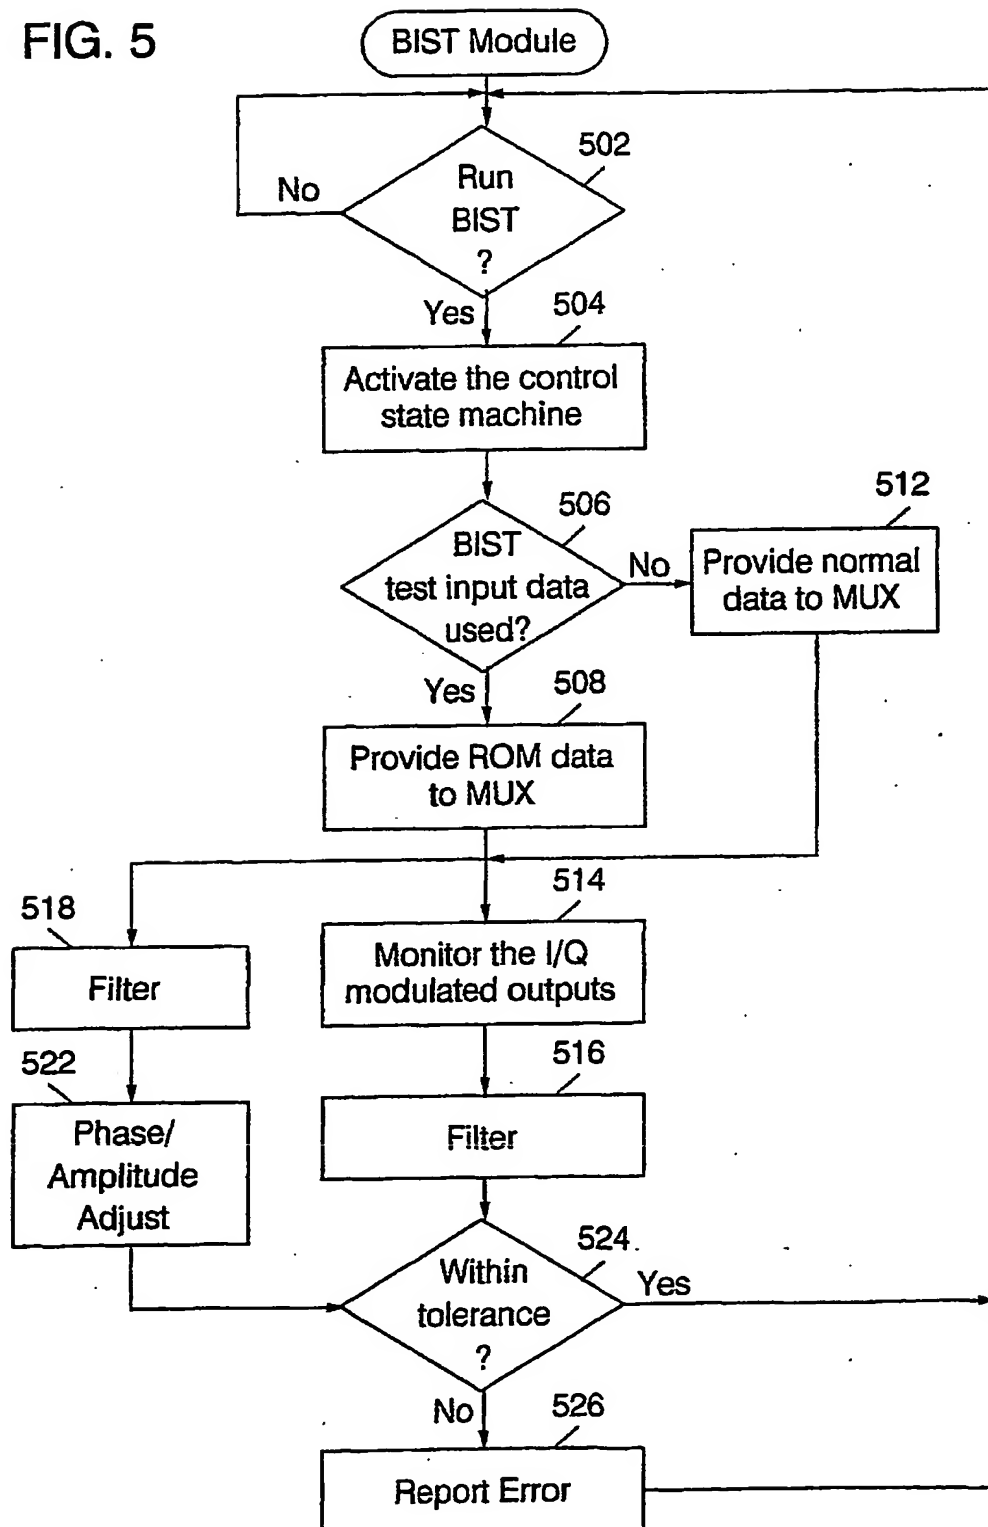 FIG. 5
BIST Module
502
Run
BIST
?
No
Yes
504
Activate the control
state machine
506
BIST
test input data
used?
No
512
Provide normal
data to MUX
Yes
508
Provide ROM data
to MUX
514
Monitor the I/Q
modulated outputs
518
Filter
516
Filter
522
Phase/
Amplitude
Adjust
524
Within
tolerance
?
Yes
No
526
Report Error